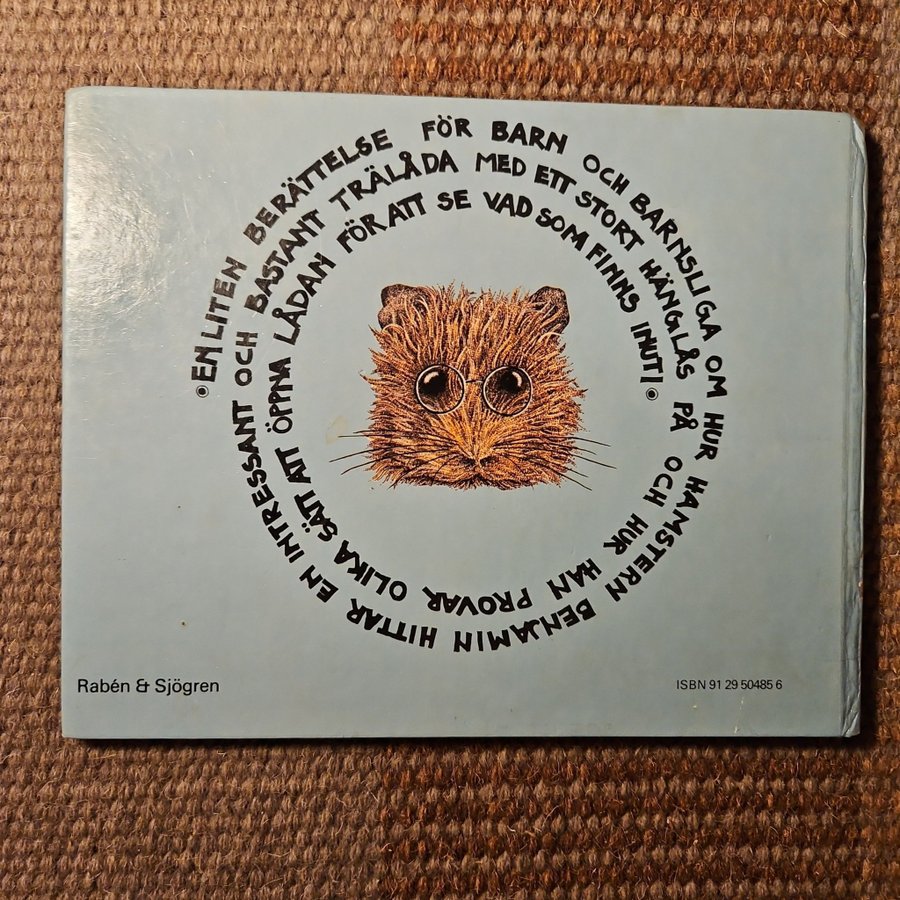 EN LITEN BERÄTTELSE FÖR BARN OCH BARNSLIGA OM HUR HAMSTERN BENJAMIN HITTAR EN INTRESSANT OCH BASTANT TRÄLÅDA MED ETT STORT HÄNGLÅS PÅ OCH HUR HAN PROVAR OLIKA SÄTT ATT ÖPPNA LÅDAN FÖR ATT SE VAD SOM FINNS INUTI
Rabén & Sjögren
ISBN 91 29 50485 6